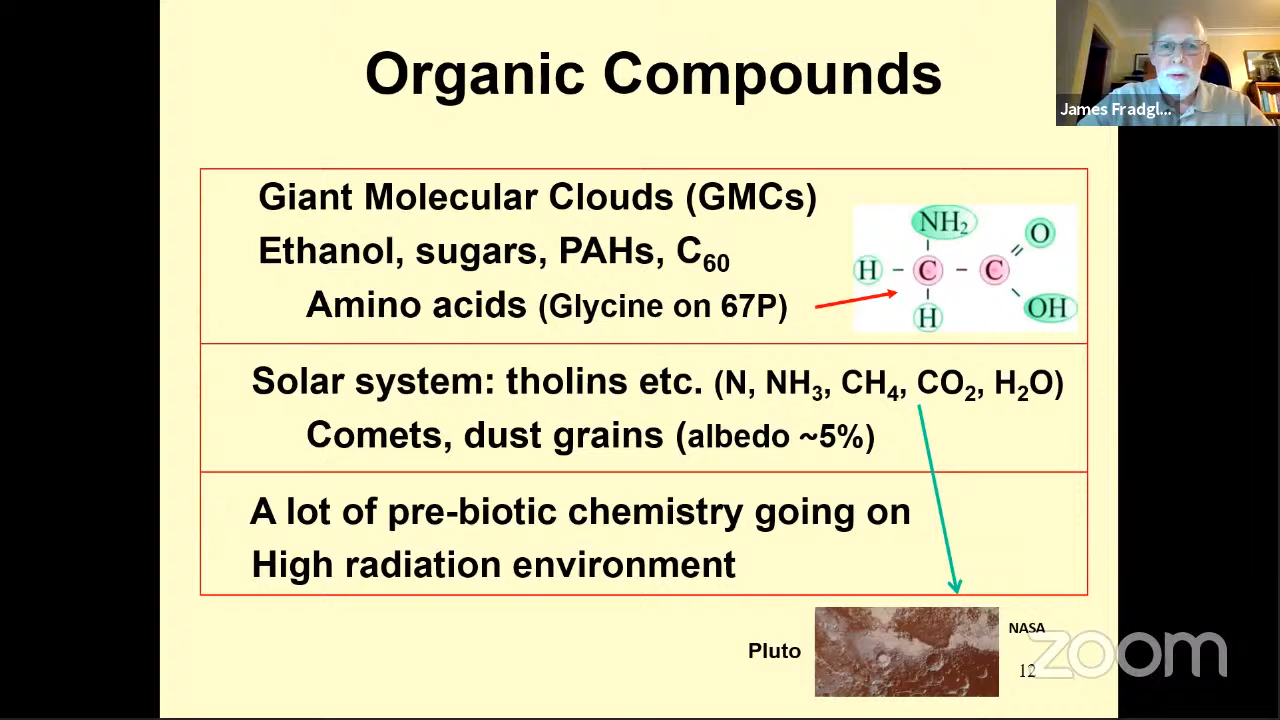 Organic Compounds
James Fradgl...
Giant Molecular Clouds (GMCs)
Ethanol, sugars, PAHs, C60
Amino acids (Glycine on 67P)
NH2
O
H – C – C
H
OH
Solar system: tholins etc. (N, NH3, CH4, CO2, H2O)
Comets, dust grains (albedo ~5%)
A lot of pre-biotic chemistry going on
High radiation environment
Pluto
NASA
12
zoom